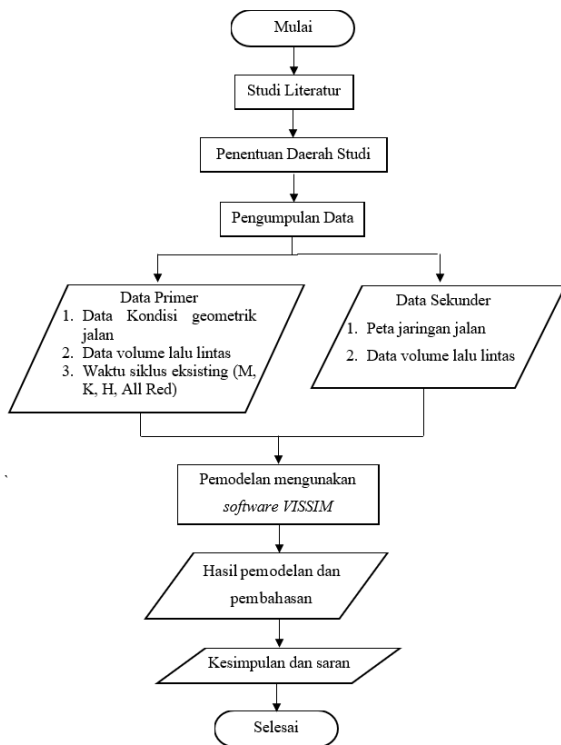 Mulai
Studi Literatur
Penentuan Daerah Studi
Pengumpulan Data
Data Primer
1. Data Kondisi geometrik
jalan
2. Data volume lalu lintas
3. Waktu siklus eksisting (M,
K, H, All Red)
Data Sekunder
1. Peta jaringan jalan
2. Data volume lalu lintas
`
Pemodelan mengunakan
software VISSIM
Hasil pemodelan dan
pembahasan
Kesimpulan dan saran
Selesai